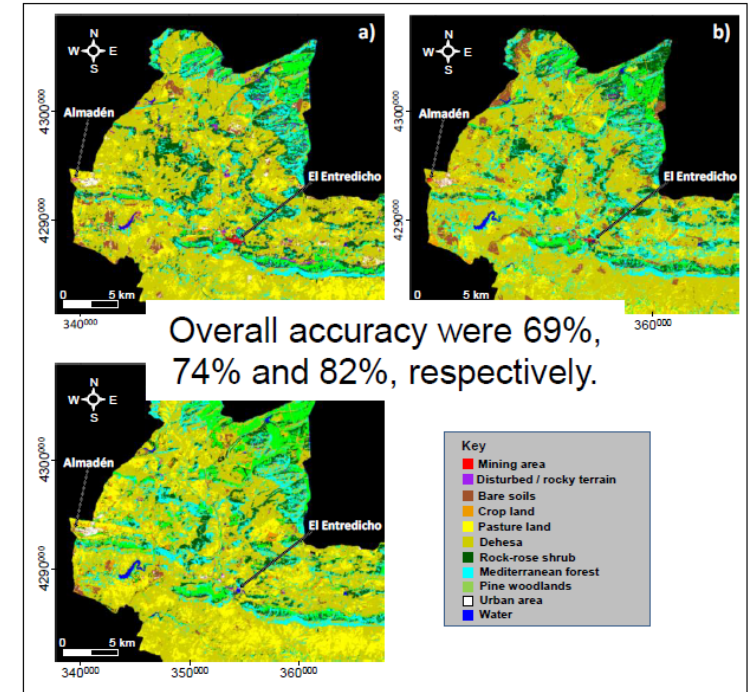 a)
N
W E
S
Almadén
El Entredicho
4300000
4290000
0 5 km
340000
b)
N
W E
S
Almadén
El Entredicho
4300000
4290000
0 5 km
360000
Overall accuracy were 69%,
74% and 82%, respectively.
N
W E
S
Almadén
El Entredicho
4300000
4290000
0 5 km
340000
350000
360000
Key
Mining area
Disturbed / rocky terrain
Bare soils
Crop land
Pasture land
Dehesa
Rock-rose shrub
Mediterranean forest
Pine woodlands
Urban area
Water